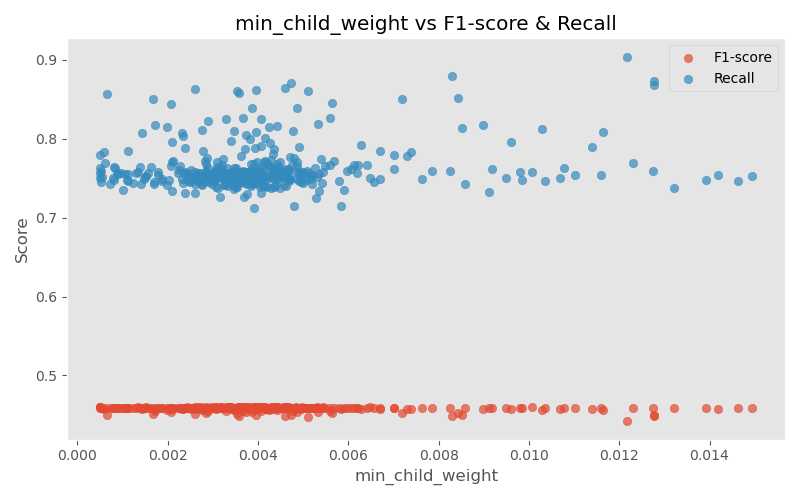 min_child_weight vs F1-score & Recall
F1-score
Recall
Score
0.9
0.8
0.7
0.6
0.5
0.000 0.002 0.004 0.006 0.008 0.010 0.012 0.014
min_child_weight